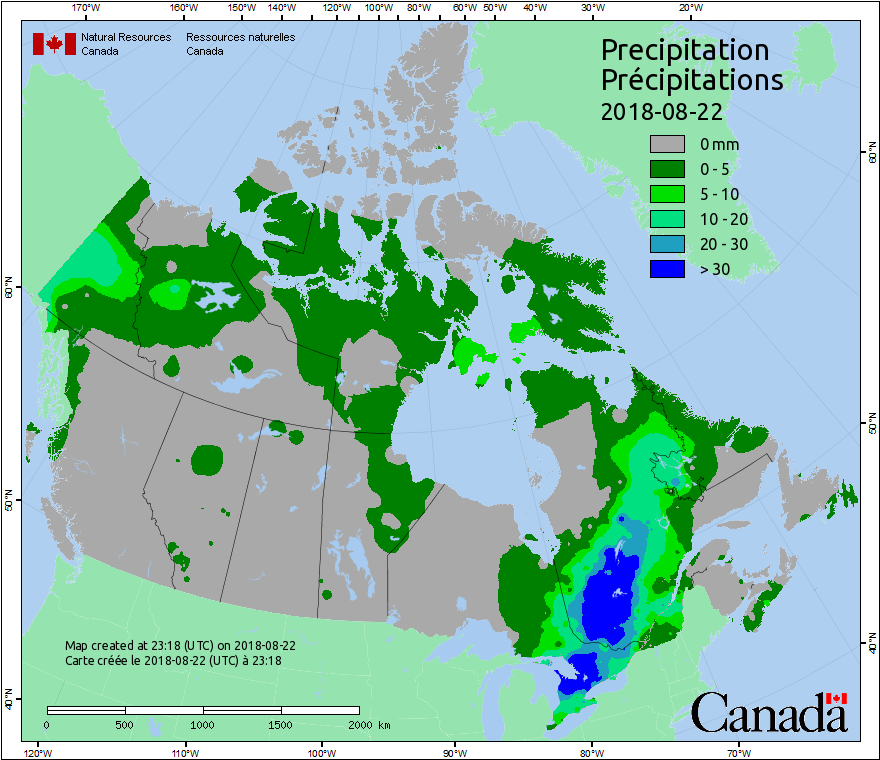 170°W 160°W 150°W 140°W 120°W 100°W 80°W 60°W 50°W 40°W 30°W 20°W
Natural Resources Ressources naturelles
Canada Canada
Precipitation
Précipitations
2018-08-22
0 mm
0 - 5
5 - 10
10 - 20
20 - 30
> 30
60°N 60°N
50°N 50°N
40°N 40°N
Map created at 23:18 (UTC) on 2018-08-22
Carte créée le 2018-08-22 (UTC) à 23:18
0 500 1000 1500 2000 km
Canada
120°W 110°W 100°W 90°W 80°W 70°W